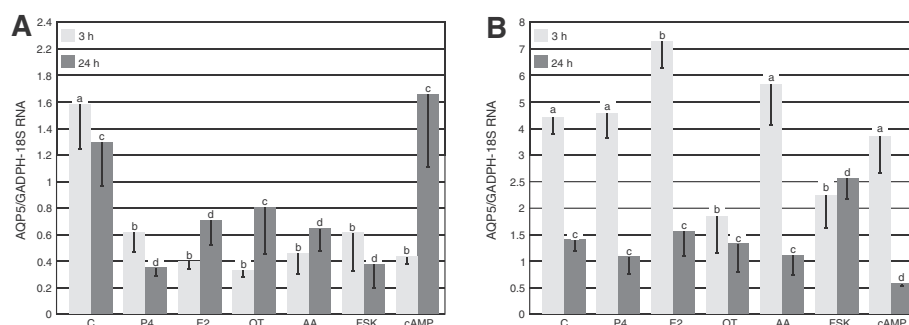 A
AQP5/GADPH-18S RNA
2.4
2.2
1.8
1.6
1.4
1.2
1
0.8
0.6
0.4
0.2
0
3 h
24 h
a c b d b d b c b d b d b c
C P4 E2 OT AA FSK cAMP
B
AQP5/GADPH-18S RNA
8
7
6
5
4
3
2.5
2
1.5
1
0.5
0
3 h
24 h
a c a c b c b c a c b d a d
C P4 E2 OT AA FSK cAMP